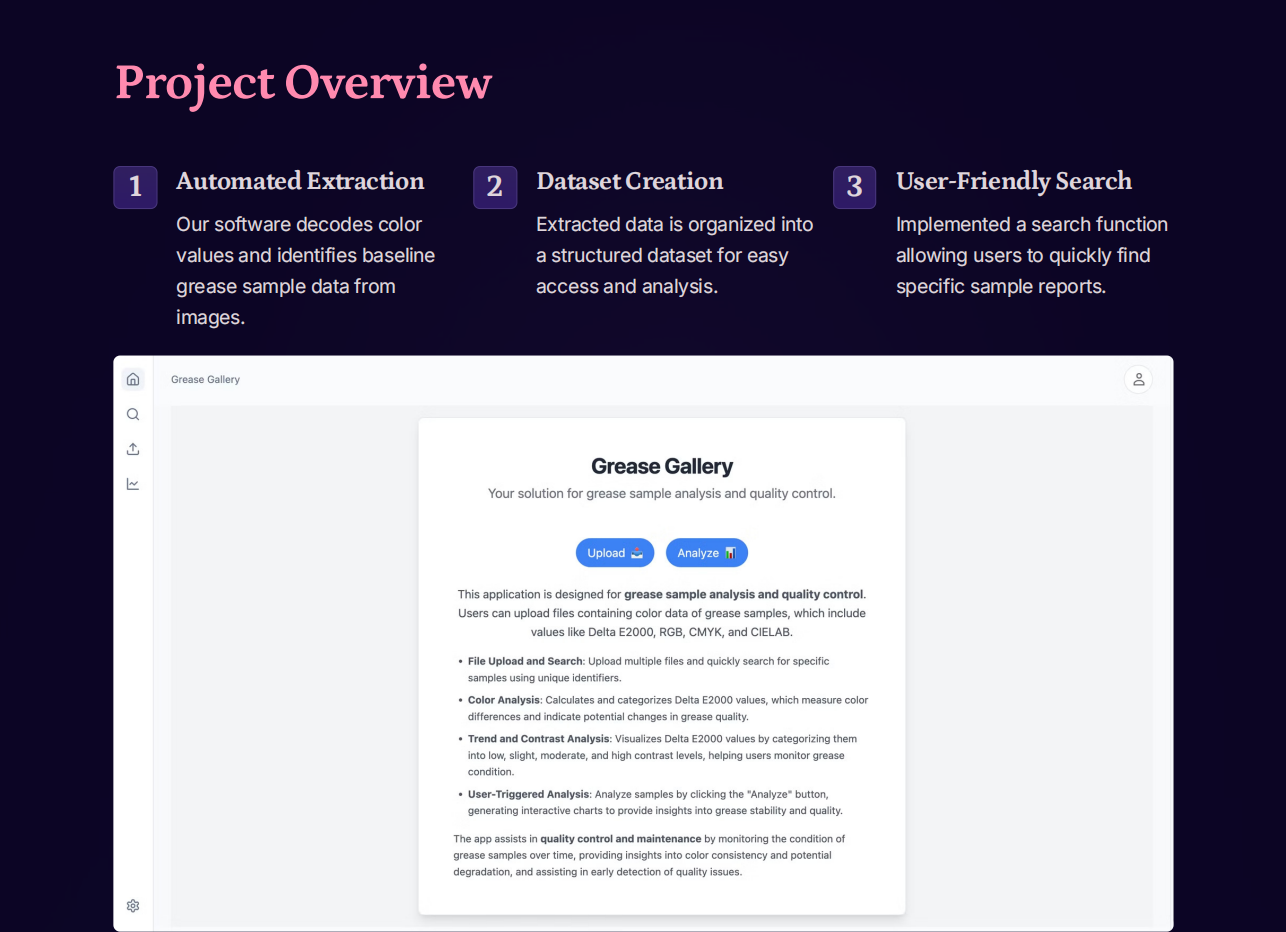 Project Overview
1
Automated Extraction
Our software decodes color
values and identifies baseline
grease sample data from
images.
2
Dataset Creation
Extracted data is organized into
a structured dataset for easy
access and analysis.
3
User-Friendly Search
Implemented a search function
allowing users to quickly find
specific sample reports.
Grease Gallery
Grease Gallery
Your solution for grease sample analysis and quality control.
Upload
Analyze
This application is designed for grease sample analysis and quality control.
Users can upload files containing color data of grease samples, which include
values like Delta E2000, RGB, CMYK, and CIELAB.
• File Upload and Search: Upload multiple files and quickly search for specific
samples using unique identifiers.
• Color Analysis: Calculates and categorizes Delta E2000 values, which measure color
differences and indicate potential changes in grease quality.
• Trend and Contrast Analysis: Visualizes Delta E2000 values by categorizing them
into low, slight, moderate, and high contrast levels, helping users monitor grease
condition.
• User-Triggered Analysis: Analyze samples by clicking the "Analyze" button,
generating interactive charts to provide insights into grease stability and quality.
The app assists in quality control and maintenance by monitoring the condition of
grease samples over time, providing insights into color consistency and potential
degradation, and assisting in early detection of quality issues.